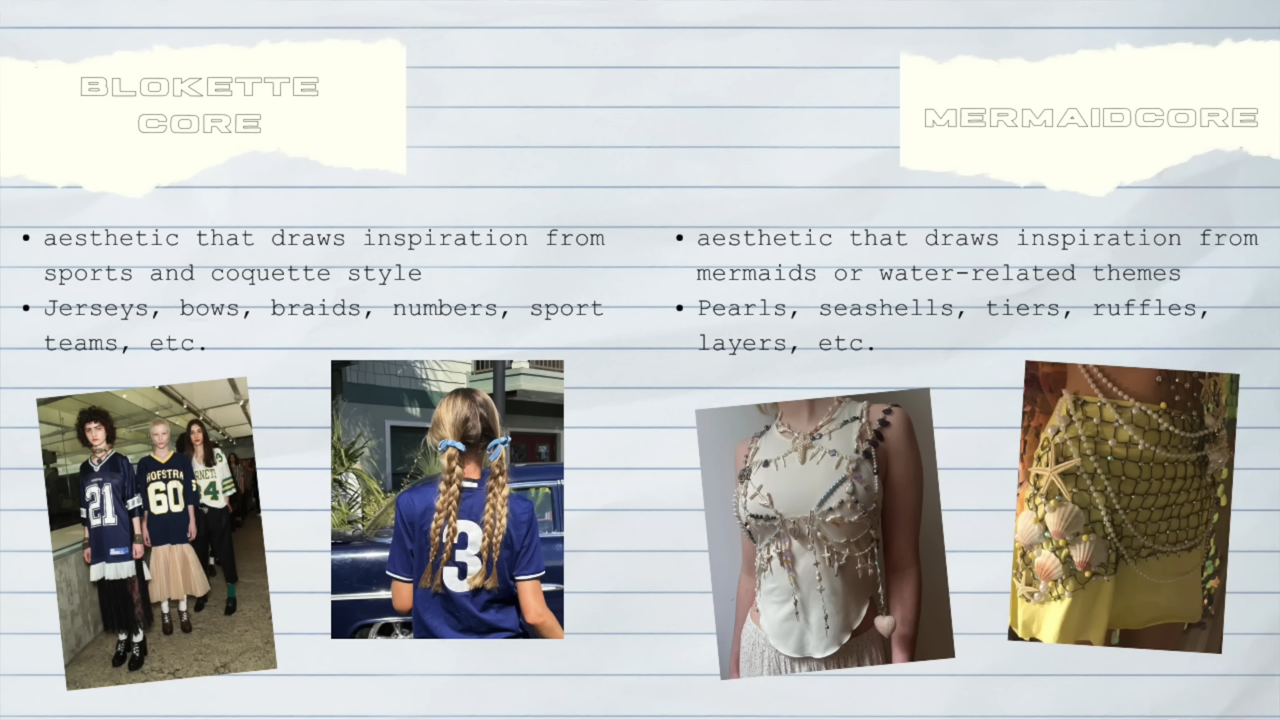 BLOKETTE
CORE
• aesthetic that draws inspiration from
sports and coquette style
• Jerseys, bows, braids, numbers, sport
teams, etc.
21
HOFSTRA
60
3
MERMAIDCORE
• aesthetic that draws inspiration from
mermaids or water-related themes
• Pearls, seashells, tiers, ruffles,
layers, etc.